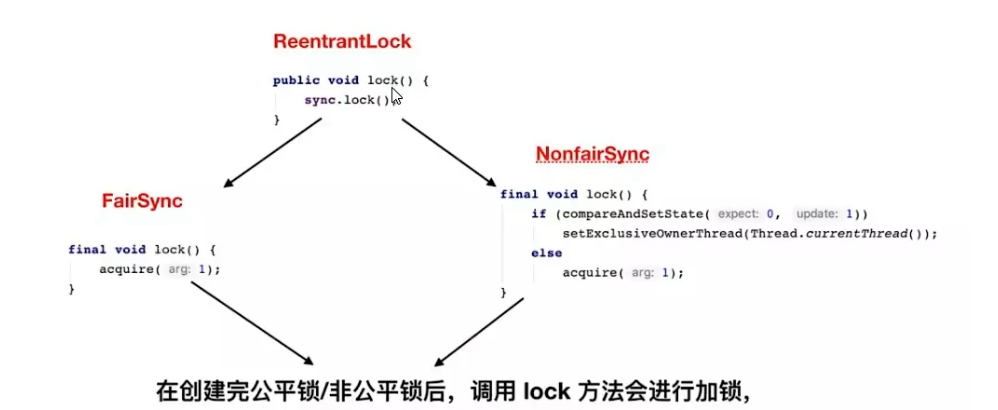 ReentrantLock
public void lock() {
sync.lock();
}
FairSync
final void lock() {
acquire( arg: 1);
}
NonfairSync
final void lock() {
if (compareAndSetState( expect: 0, update: 1))
setExclusiveOwnerThread(Thread.currentThread());
else
acquire( arg: 1);
}
在创建完公平锁/非公平锁后，调用 lock 方法会进行加锁，